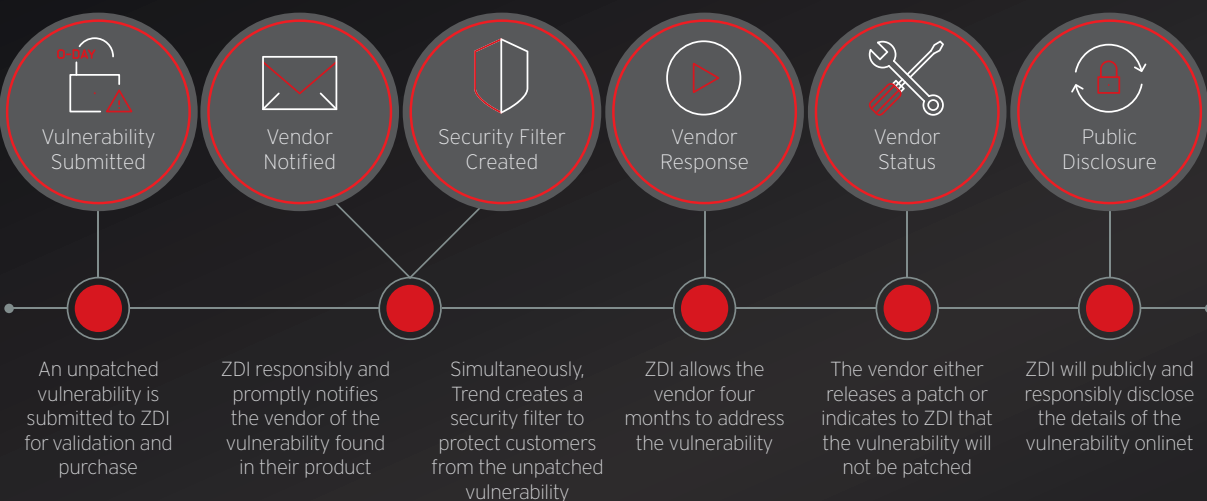 0-DAY
Vulnerability
Submitted
Vendor
Notified
Security Filter
Created
Vendor
Response
Vendor
Status
Public
Disclosure
An unpatched
vulnerability is
submitted to ZDI
for validation and
purchase
ZDI responsibly and
promptly notifies
the vendor of the
vulnerability found
in their product
Simultaneously,
Trend creates a
security filter to
protect customers
from the unpatched
vulnerability
ZDI allows the
vendor four
months to address
the vulnerability
The vendor either
releases a patch or
indicates to ZDI that
the vulnerability will
not be patched
ZDI will publicly and
responsibly disclose
the details of the
vulnerability onlinet